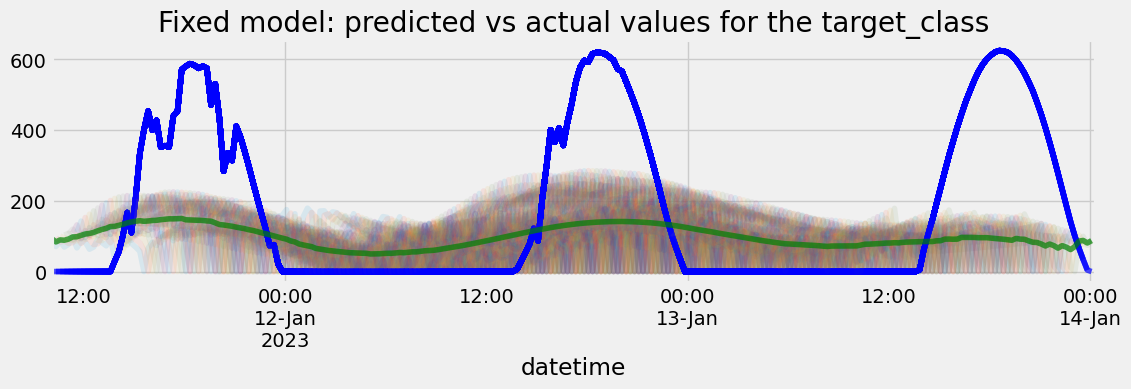 Fixed model: predicted vs actual values for the target_class
600
400
200
0
12:00 00:00 12:00 00:00 12:00 00:00
12-Jan 13-Jan 14-Jan
2023
datetime